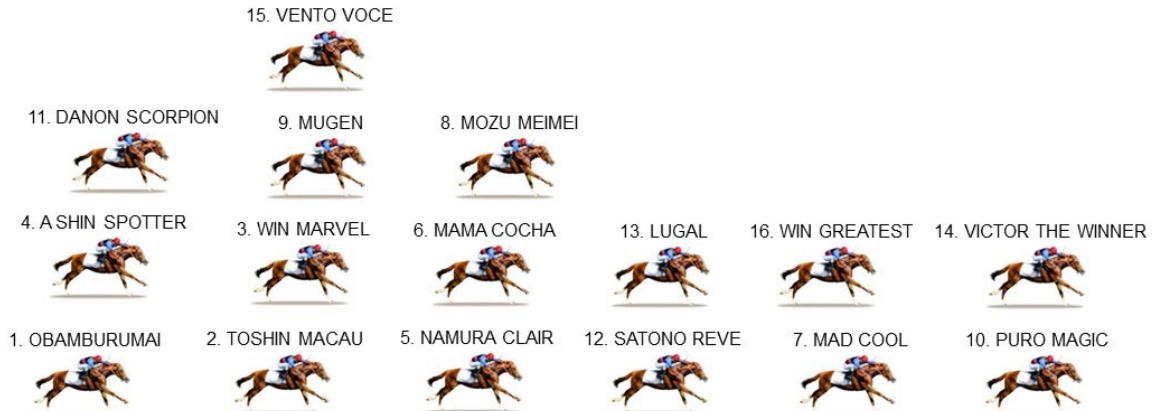 15. VENTO VOCE
11. DANON SCORPION
9. MUGEN
8. MOZU MEIMEI
4. A SHIN SPOTTER
3. WIN MARVEL
6. MAMA COCHA
13. LUGAL
16. WIN GREATEST
14. VICTOR THE WINNER
1. OBAMBURUMAI
2. TOSHIN MACAU
5. NAMURA CLAIR
12. SATONO REVE
7. MAD COOL
10. PURO MAGIC